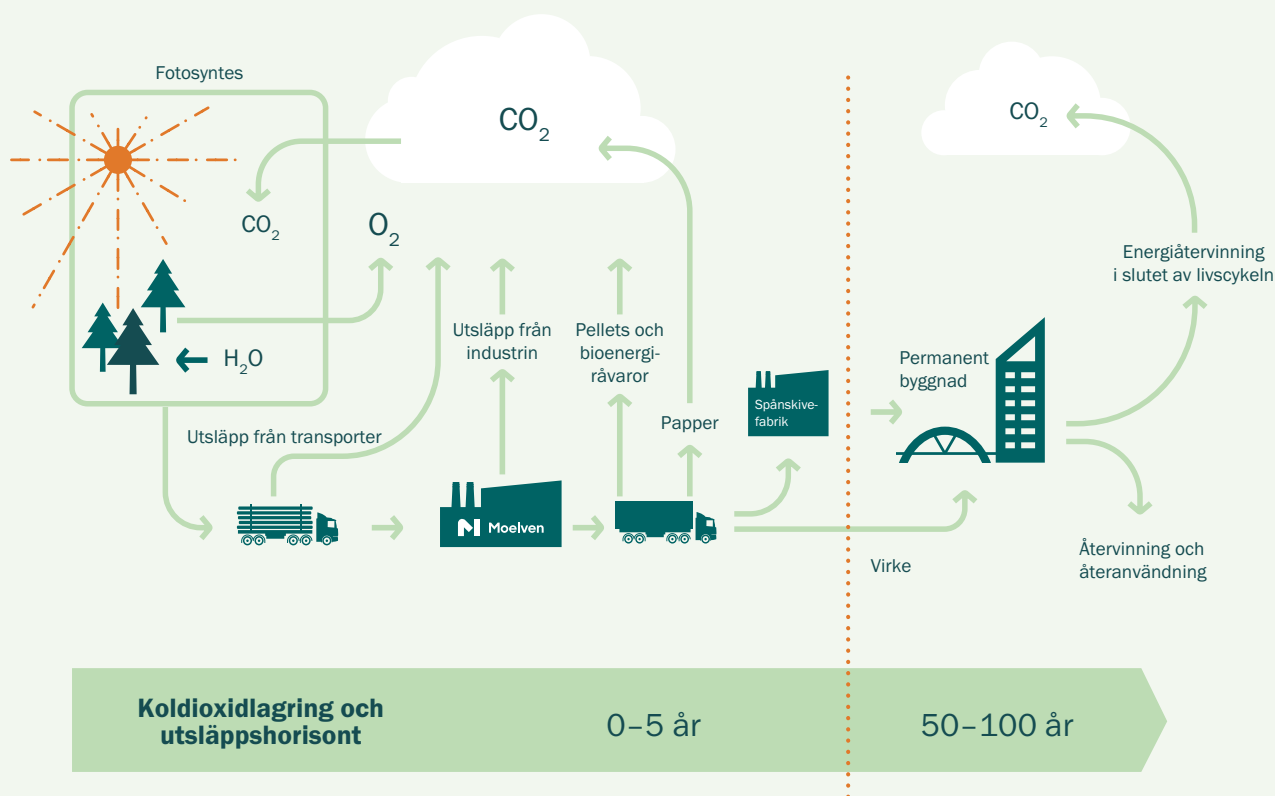 Fotosyntes
CO₂
CO₂
CO₂
O₂
H₂O
Energiåtervinning
i slutet av livscykeln
Utsläpp från
industrin
Pellets och
bioenergi-
råvaror
Permanent
byggnad
Spånskive-
fabrik
Papper
Utsläpp från transporter
Moelven
Virke
Återvinning och
återanvändning
Koldioxidlagring och
utsläppshorisont
0–5 år
50–100 år